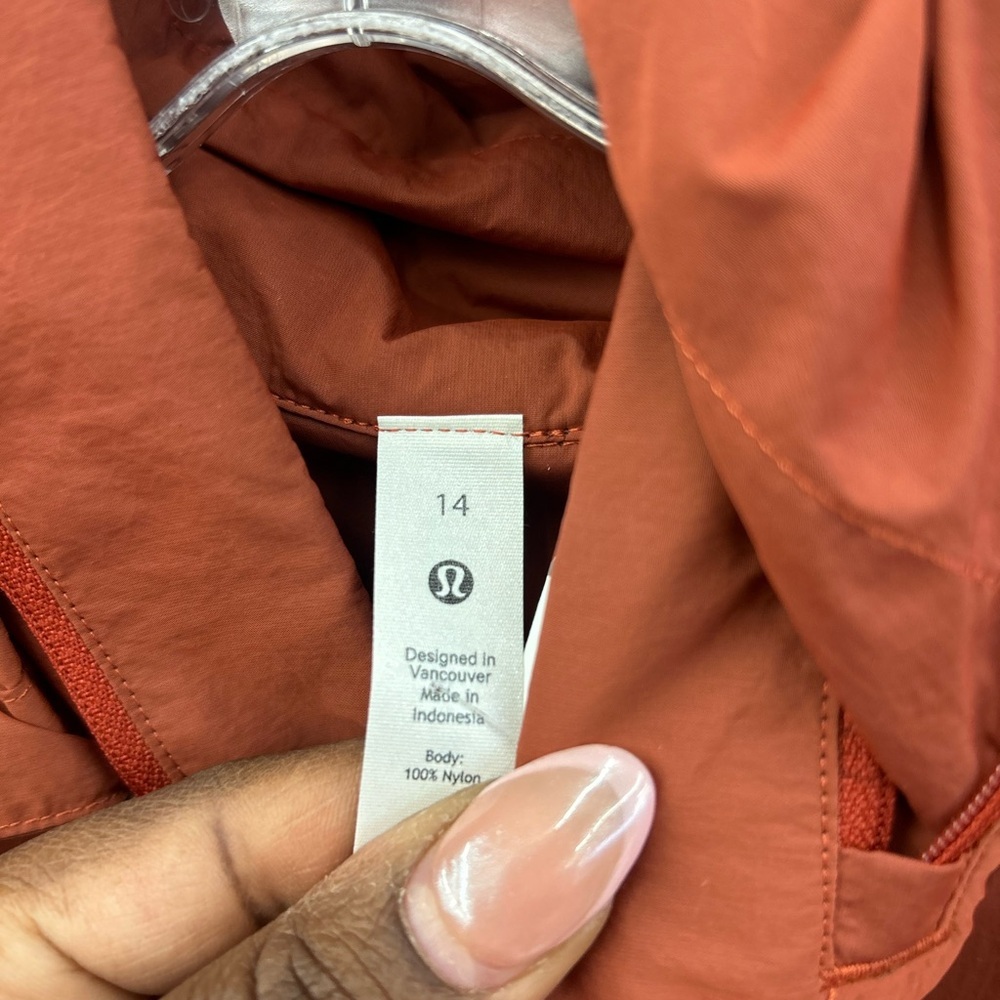 14
Designed in
Vancouver
Made in
Indonesia
Body:
100% Nylon